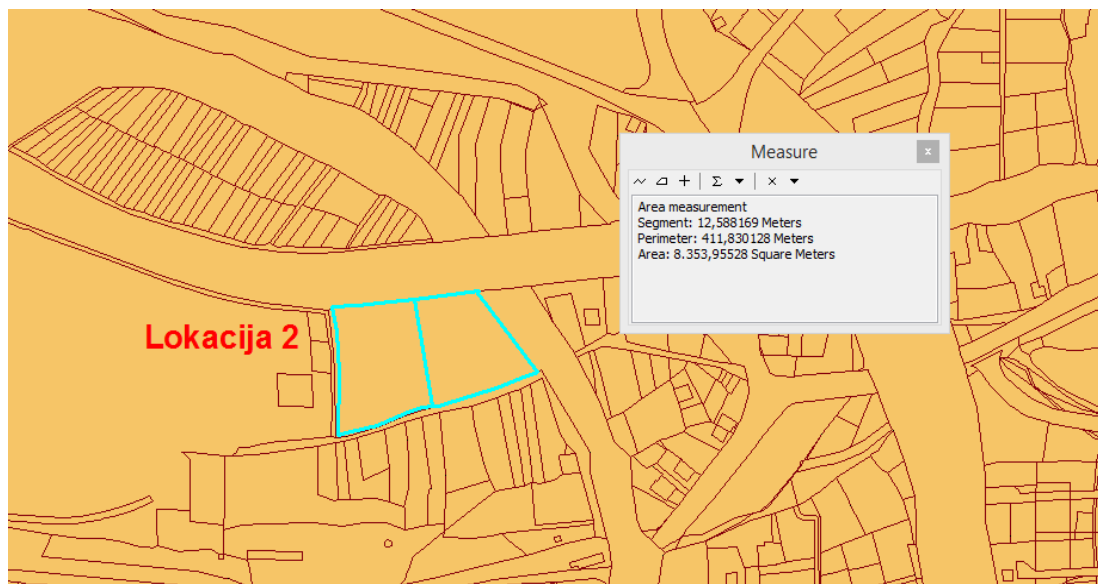 Measure
Area measurement
Segment: 12,588169 Meters
Perimeter: 411,830128 Meters
Area: 8.353,95528 Square Meters
Lokacija 2